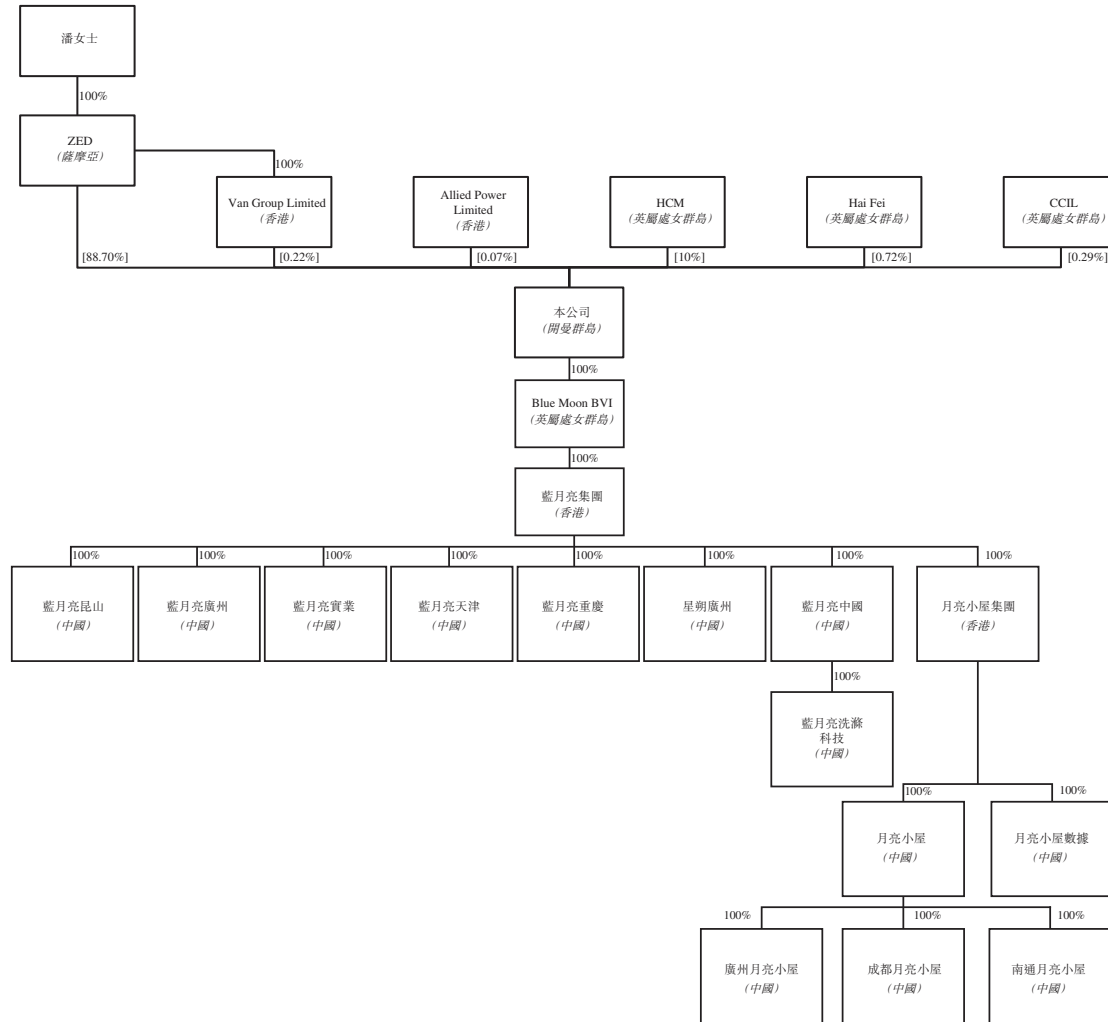 潘女士
100%
ZED
(薩摩亞)
100%
Van Group Limited
(香港)
Allied Power
Limited
(香港)
HCM
(英屬處女群島)
Hai Fei
(英屬處女群島)
CCIL
(英屬處女群島)
[88.70%]
[0.22%]
[0.07%]
[10%]
[0.72%]
[0.29%]
本公司
(開曼群島)
100%
Blue Moon BVI
(英屬處女群島)
100%
藍月亮集團
(香港)
100%
100%
100%
100%
100%
100%
100%
100%
藍月亮昆山
(中國)
藍月亮廣州
(中國)
藍月亮實業
(中國)
藍月亮天津
(中國)
藍月亮重慶
(中國)
星朔廣州
(中國)
藍月亮中國
(中國)
月亮小屋集團
(香港)
100%
藍月亮洗滌
科技
(中國)
100%
100%
月亮小屋
(中國)
月亮小屋數據
(中國)
100%
100%
100%
廣州月亮小屋
(中國)
成都月亮小屋
(中國)
南通月亮小屋
(中國)